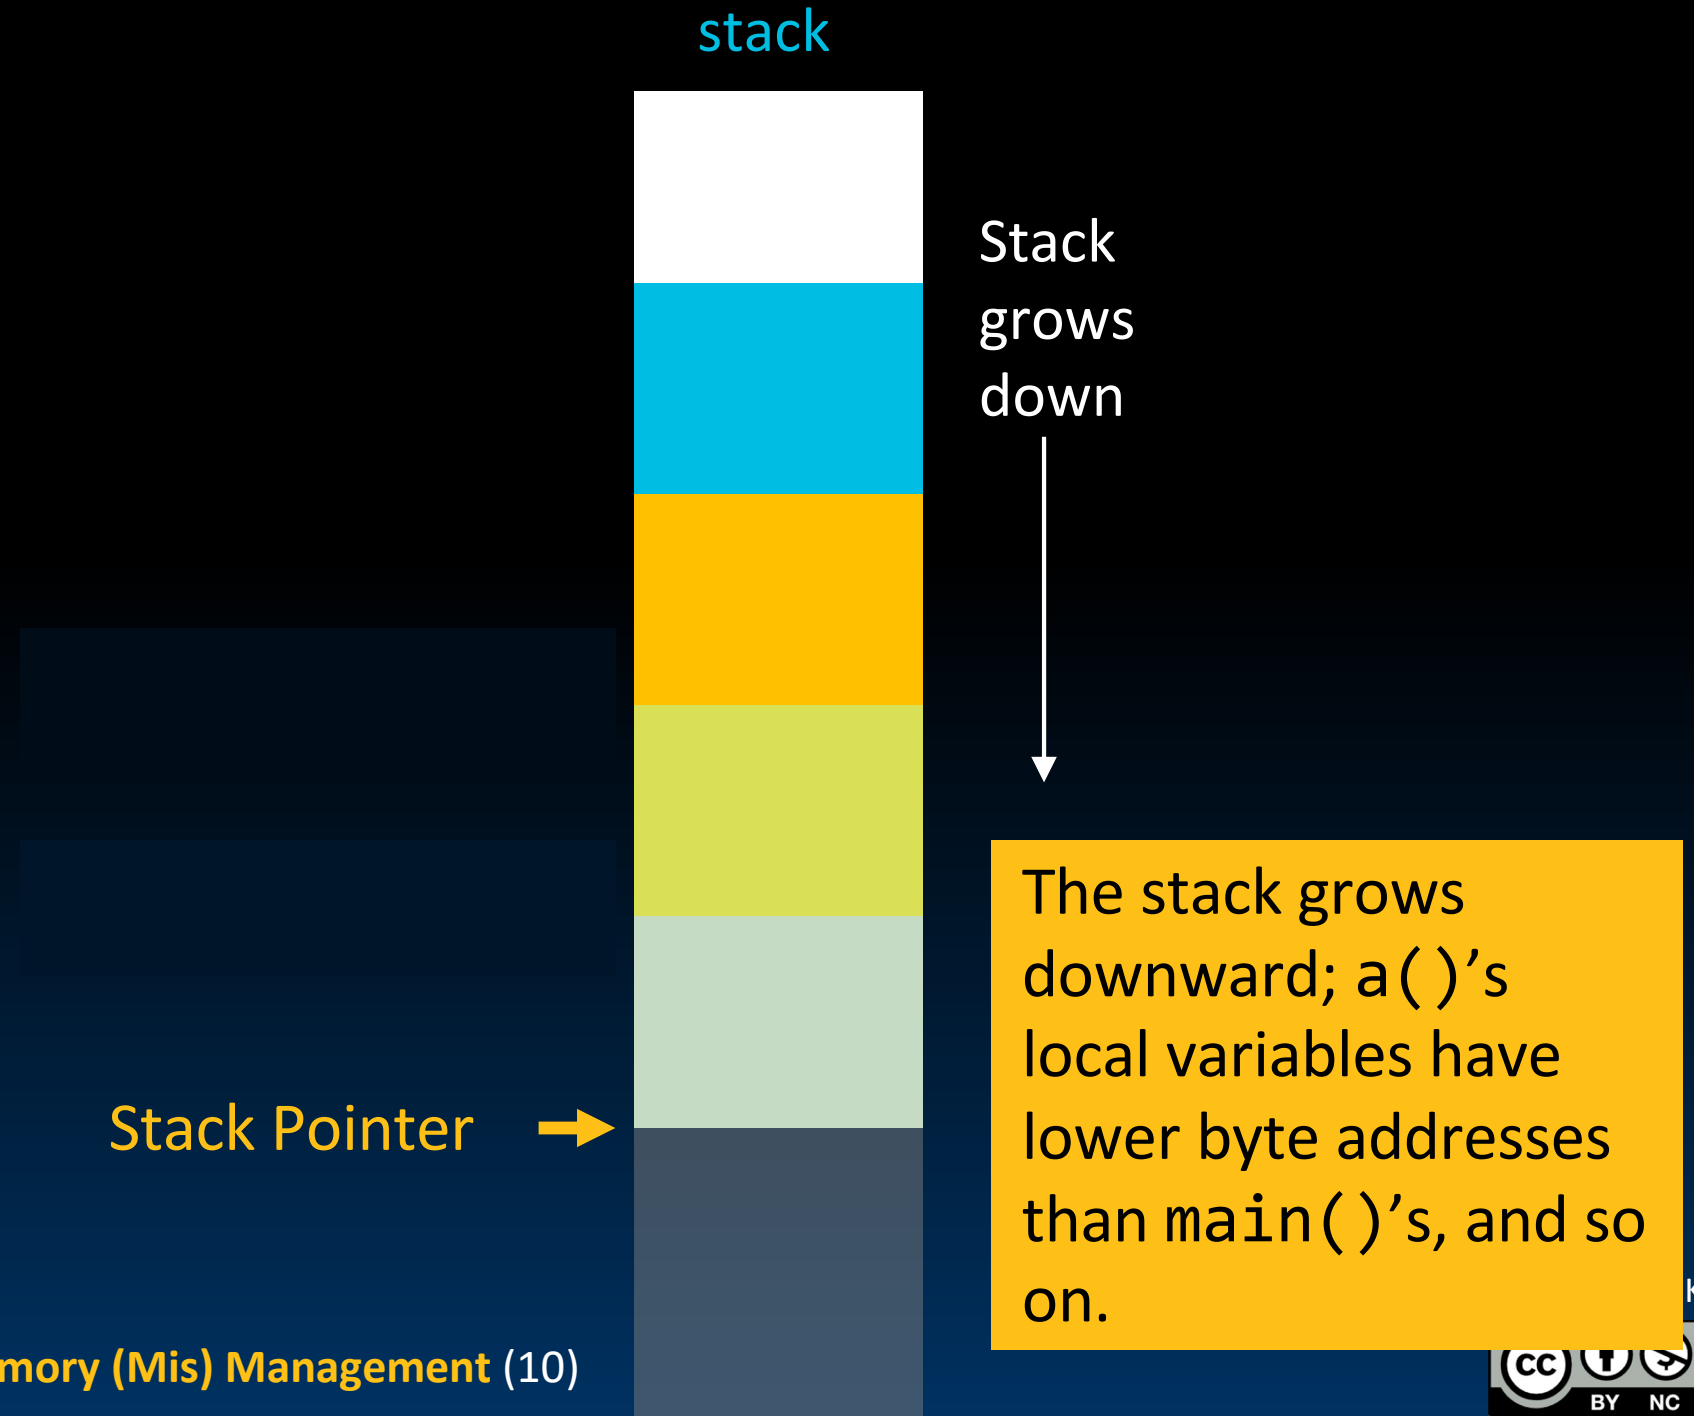 stack
Stack
grows
down
The stack grows
downward; a()’s
local variables have
lower byte addresses
than main()’s, and so
on.
Stack Pointer
mory (Mis) Management (10)
cc
BY NC